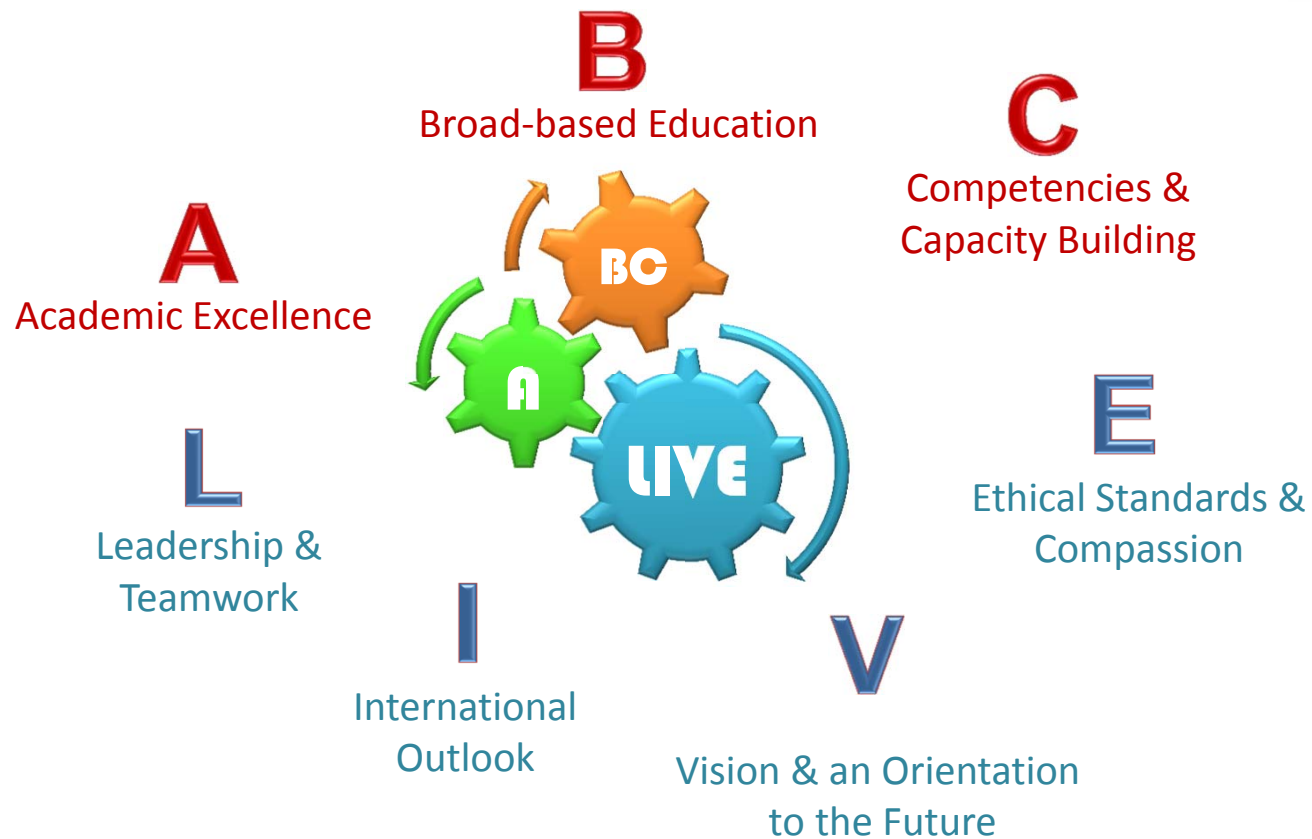 B
Broad-based Education
C
Competencies &
Capacity Building
A
Academic Excellence
BC
A
LIVE
E
Ethical Standards &
Compassion
L
Leadership &
Teamwork
I
International
Outlook
V
Vision & an Orientation
to the Future